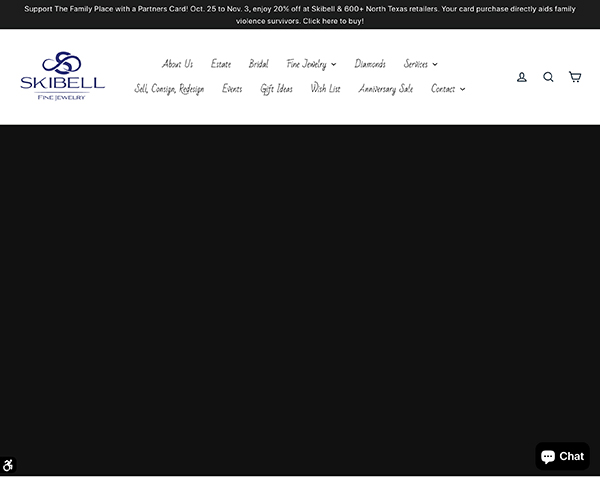 Support The Family Place with a Partners Card! Oct. 25 to Nov. 3, enjoy 20% off at Skibell & 600+ North Texas retailers. Your card purchase directly aids family
violence survivors. Click here to buy!
SKIBELL
FINE JEWELRY
About Us Estate Bridal Fine Jewelry Diamonds Services
Sell, Consign, Redesign Events Gift Ideas Wish List Anniversary Sale Contact
Chat